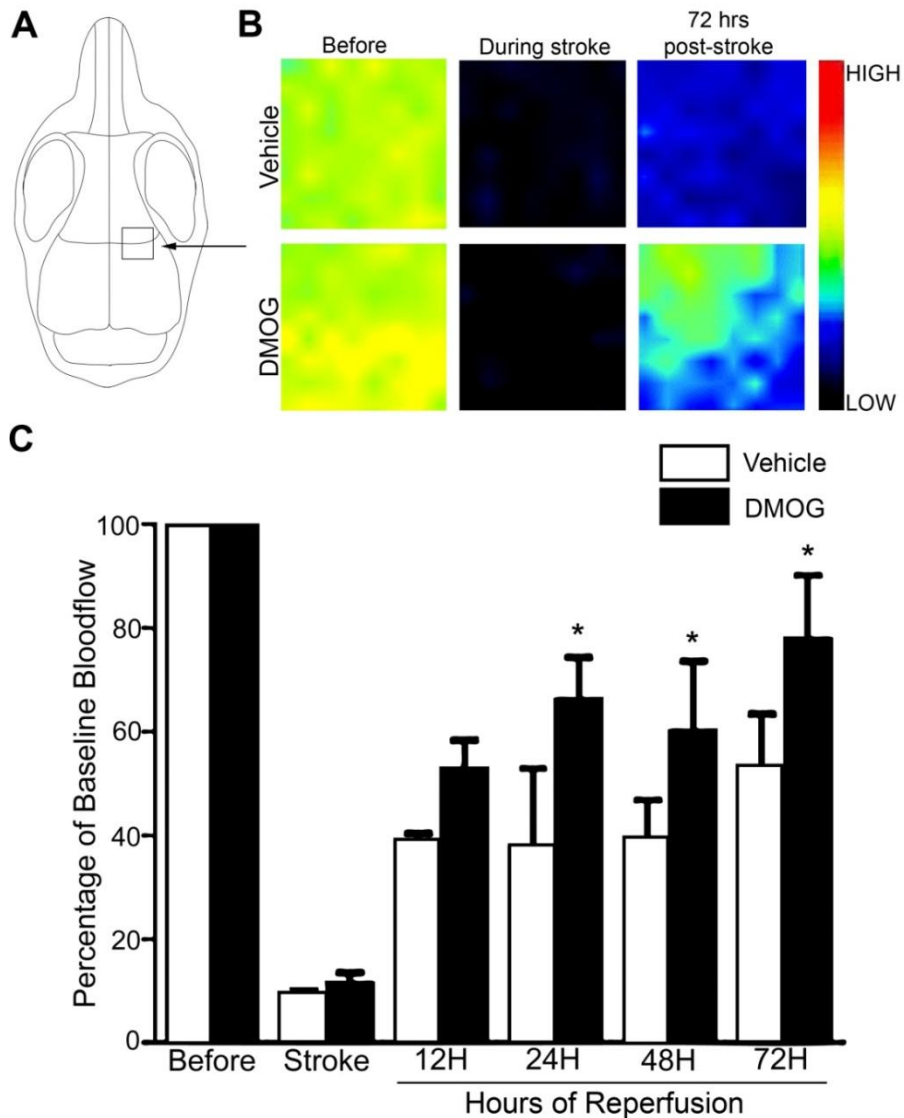 A
B
Before
During stroke
72 hrs
post-stroke
Vehicle
DMOG
HIGH
LOW
C
Vehicle
DMOG
Percentage of Baseline Bloodflow
100
80
60
40
20
0
*
*
*
Before
Stroke
12H
24H
48H
72H
Hours of Reperfusion